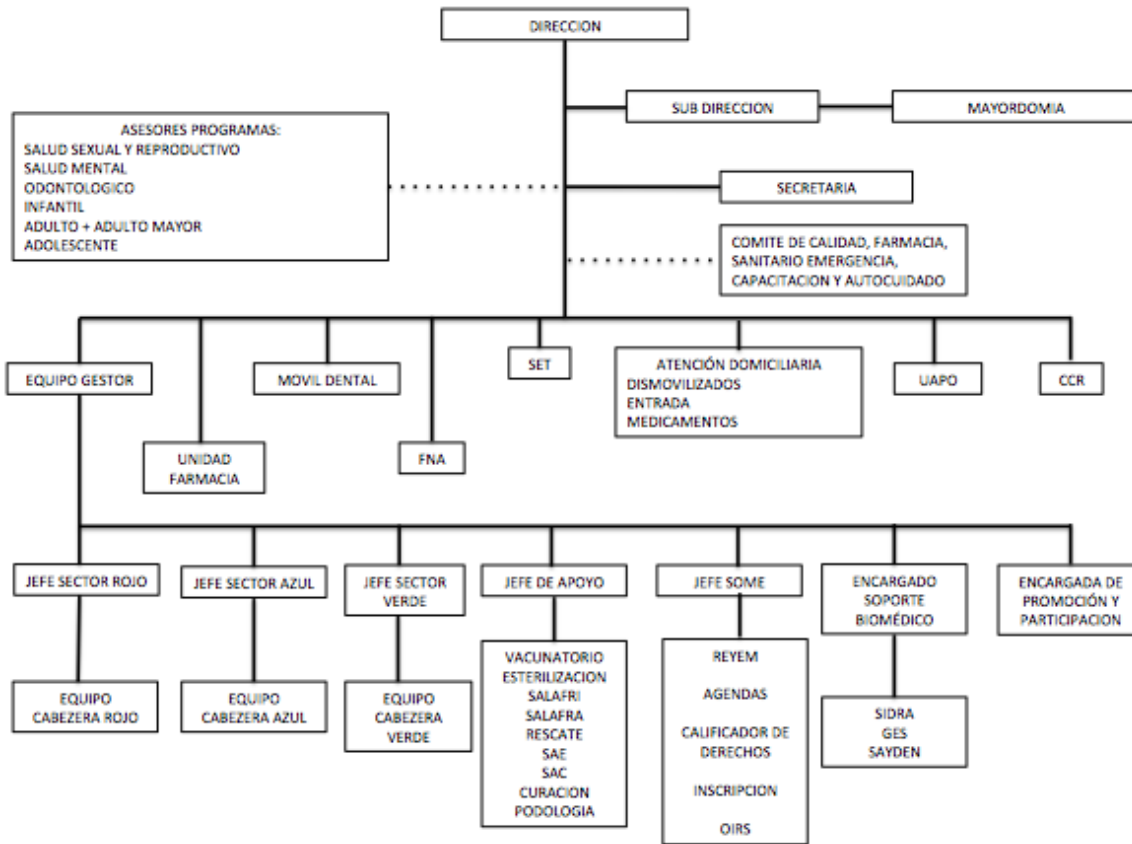 DIRECCION
SUB DIRECCION
MAYORDOMIA
ASESORES PROGRAMAS:
SALUD SEXUAL Y REPRODUCTIVO
SALUD MENTAL
ODONTOLOGICO
INFANTIL
ADULTO + ADULTO MAYOR
ADOLESCENTE
SECRETARIA
COMITE DE CALIDAD, FARMACIA,
SANITARIO EMERGENCIA,
CAPACITACION Y AUTOCUIDADO
EQUIPO GESTOR
UNIDAD
FARMACIA
MOVIL DENTAL
FNA
SET
ATENCIÓN DOMICILIARIA
DISMOVILIZADOS
ENTRADA
MEDICAMENTOS
UAPO
CCR
JEFE SECTOR ROJO
JEFE SECTOR AZUL
JEFE SECTOR
VERDE
JEFE DE APOYO
JEFE SOME
ENCARGADO
SOPORTE
BIOMÉDICO
ENCARGADA DE
PROMOCIÓN Y
PARTICIPACION
EQUIPO
CABEZERA ROJO
EQUIPO
CABEZERA AZUL
EQUIPO
CABEZERA
VERDE
VACUNATORIO
ESTERILIZACION
SALAFRI
SALAFRA
RESCATE
SAE
SAC
CURACION
PODOLOGIA
REYEM
AGENDAS
CALIFICADOR DE
DERECHOS
INSCRIPCION
OIRS
SIDRA
GES
SAYDEN